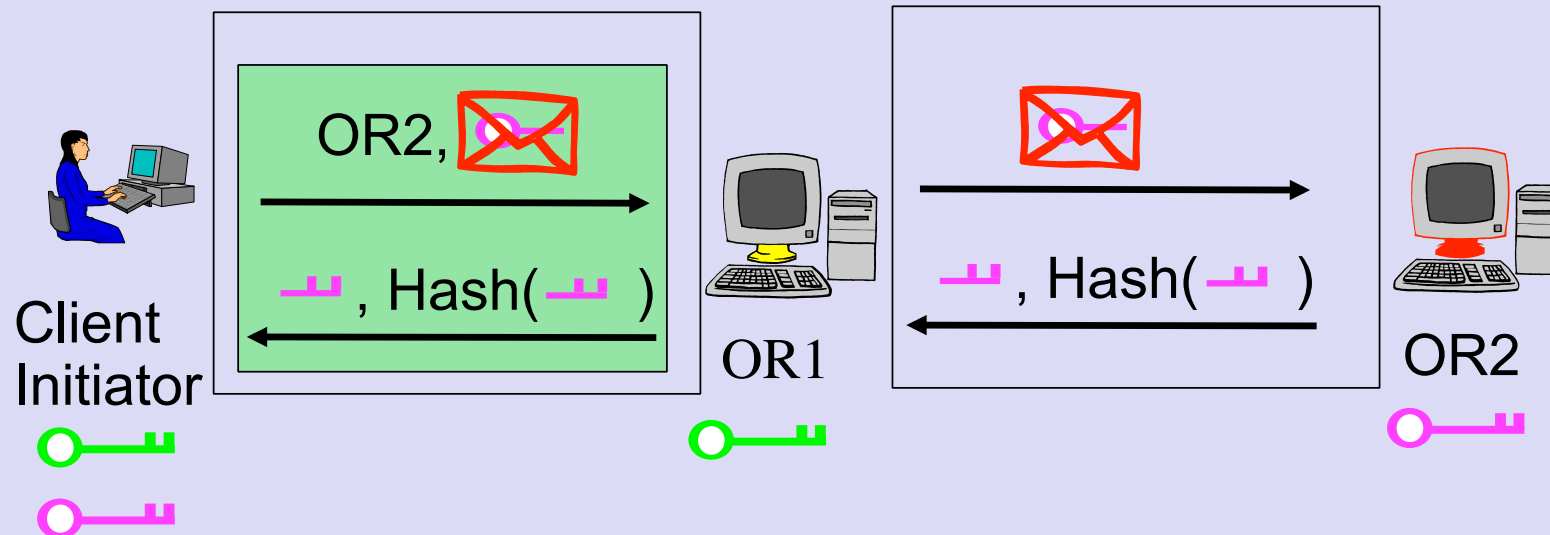 OR2,
, Hash( )
, Hash( )
Client
Initiator
OR1
OR2